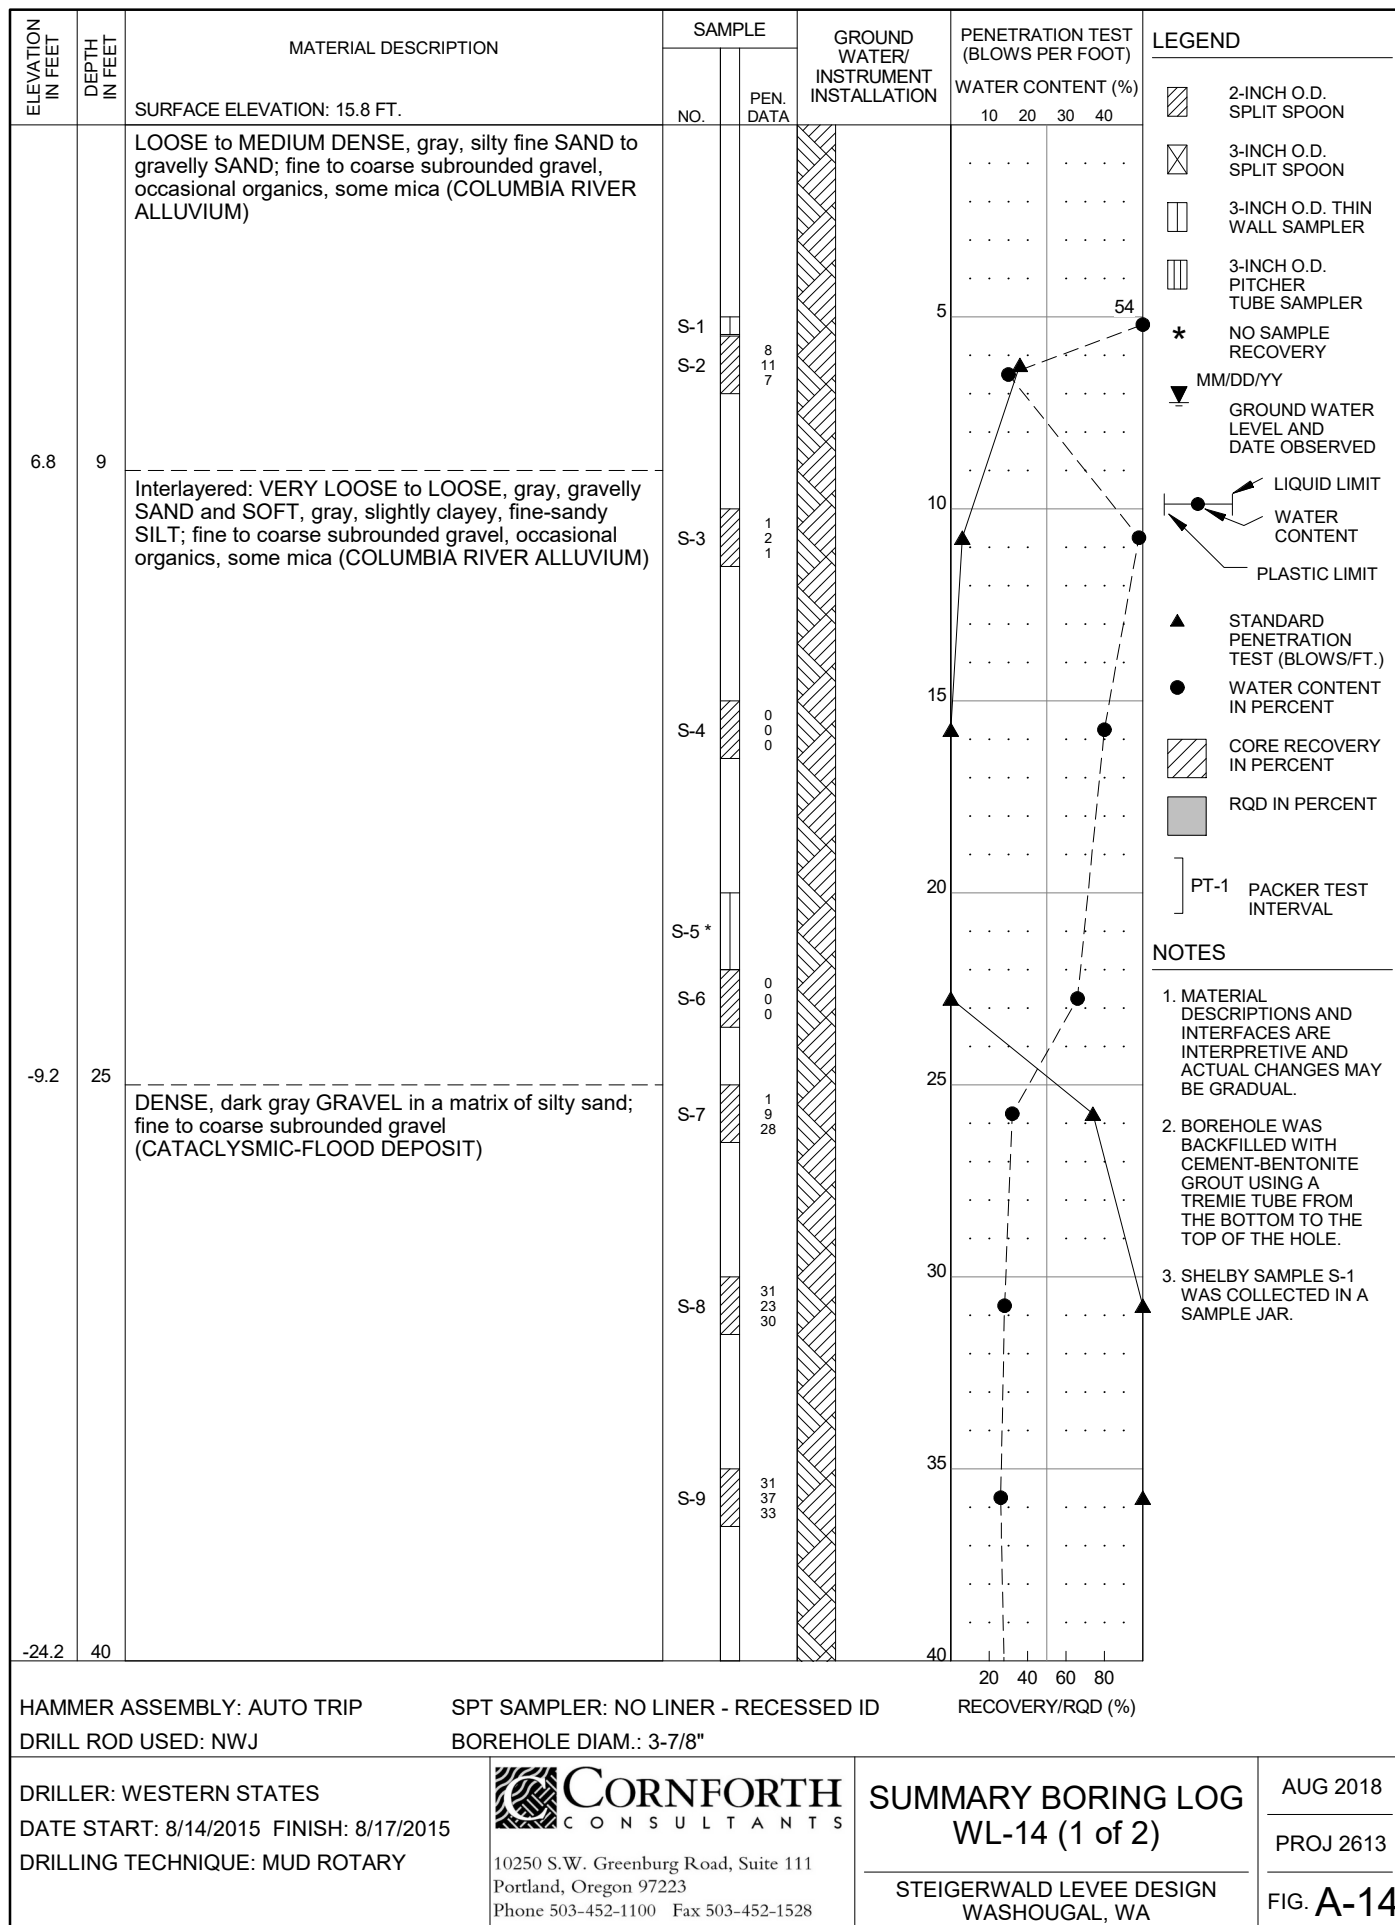 ELEVATION
IN FEET
DEPTH
IN FEET
MATERIAL DESCRIPTION
SURFACE ELEVATION: 15.8 FT.
SAMPLE
NO.
PEN.
DATA
GROUND
WATER/
INSTRUMENT
INSTALLATION
PENETRATION TEST
(BLOWS PER FOOT)
WATER CONTENT (%)
10 20 30 40
LOOSE to MEDIUM DENSE, gray, silty fine SAND to
gravelly SAND; fine to coarse subrounded gravel,
occasional organics, some mica (COLUMBIA RIVER
ALLUVIUM)
5
54
S-1
S-2
8
11
7
6.8 9
Interlayered: VERY LOOSE to LOOSE, gray, gravelly
SAND and SOFT, gray, slightly clayey, fine-sandy
SILT; fine to coarse subrounded gravel, occasional
organics, some mica (COLUMBIA RIVER ALLUVIUM)
10
S-3
1
2
1
15
S-4
0
0
0
20
S-5 *
S-6
0
0
0
-9.2 25
25
DENSE, dark gray GRAVEL in a matrix of silty sand;
fine to coarse subrounded gravel
(CATACLYSMIC-FLOOD DEPOSIT)
S-7
1
9
28
30
S-8
31
23
30
35
S-9
31
37
33
-24.2 40
40
20 40 60 80
RECOVERY/RQD (%)
LEGEND
2-INCH O.D.
SPLIT SPOON
3-INCH O.D.
SPLIT SPOON
3-INCH O.D. THIN
WALL SAMPLER
3-INCH O.D.
PITCHER
TUBE SAMPLER
* NO SAMPLE
RECOVERY
MM/DD/YY
GROUND WATER
LEVEL AND
DATE OBSERVED
LIQUID LIMIT
WATER
CONTENT
PLASTIC LIMIT
STANDARD
PENETRATION
TEST (BLOWS/FT.)
WATER CONTENT
IN PERCENT
CORE RECOVERY
IN PERCENT
RQD IN PERCENT
PT-1 PACKER TEST
INTERVAL
NOTES
1. MATERIAL
DESCRIPTIONS AND
INTERFACES ARE
INTERPRETIVE AND
ACTUAL CHANGES MAY
BE GRADUAL.
2. BOREHOLE WAS
BACKFILLED WITH
CEMENT-BENTONITE
GROUT USING A
TREMIE TUBE FROM
THE BOTTOM TO THE
TOP OF THE HOLE.
3. SHELBY SAMPLE S-1
WAS COLLECTED IN A
SAMPLE JAR.
HAMMER ASSEMBLY: AUTO TRIP
SPT SAMPLER: NO LINER - RECESSED ID
DRILL ROD USED: NWJ
BOREHOLE DIAM.: 3-7/8"
DRILLER: WESTERN STATES
DATE START: 8/14/2015 FINISH: 8/17/2015
DRILLING TECHNIQUE: MUD ROTARY
CORNFORTH
CONSULTANTS
10250 S.W. Greenburg Road, Suite 111
Portland, Oregon 97223
Phone 503-452-1100 Fax 503-452-1528
SUMMARY BORING LOG
WL-14 (1 of 2)
STEIGERWALD LEVEE DESIGN
WASHOUGAL, WA
AUG 2018
PROJ 2613
FIG. A-14